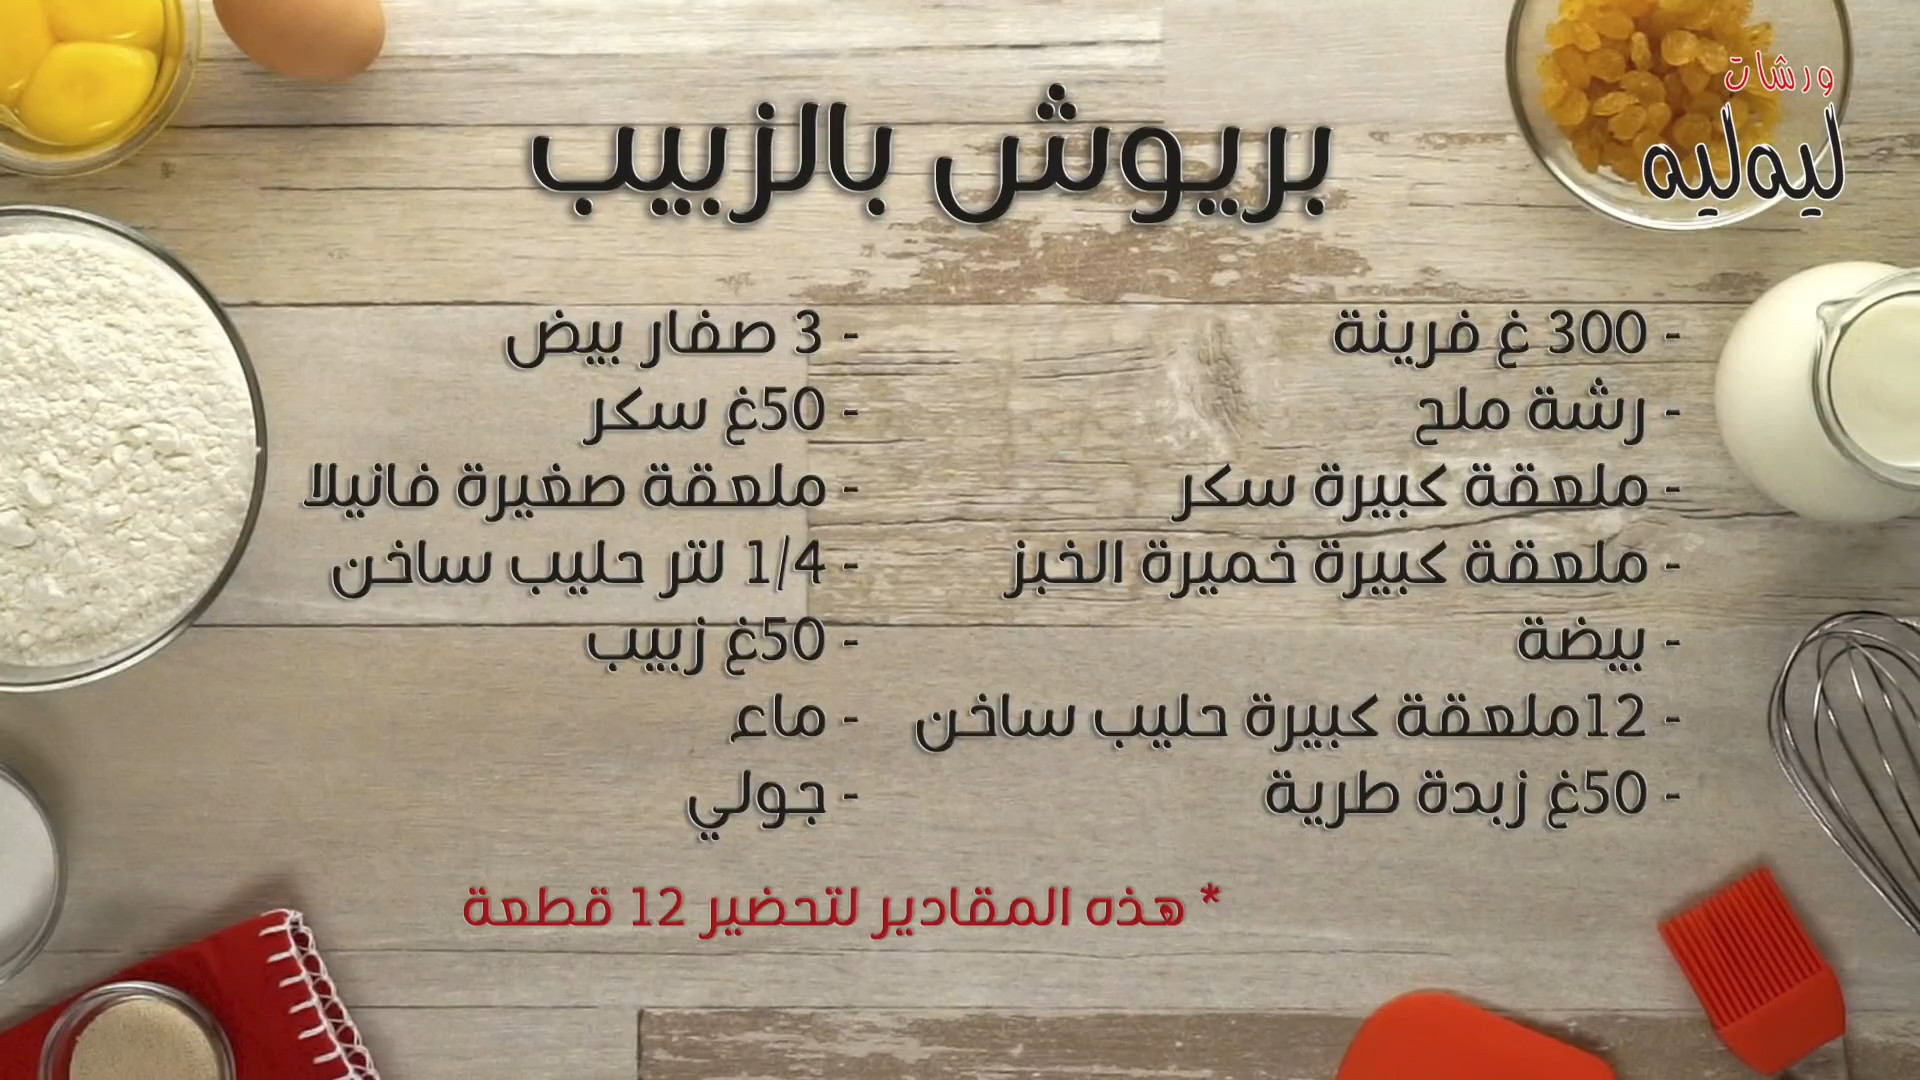 ورشات
ليه ليه
بريوش بالزبيب
- 300 غ فرينة
- رشة ملح
- ملعقة كبيرة سكر
- ملعقة كبيرة خميرة الخبز
- بيضة
- 12ملعقة كبيرة حليب ساخن
- 50غ زبدة طرية
- 3 صفار بيض
- 50غ سكر
- ملعقة صغيرة فانيلا
- 1/4 لتر حليب ساخن
- 50غ زبيب
- ماء
- جولي
* هذه المقادير لتحضير 12 قطعة